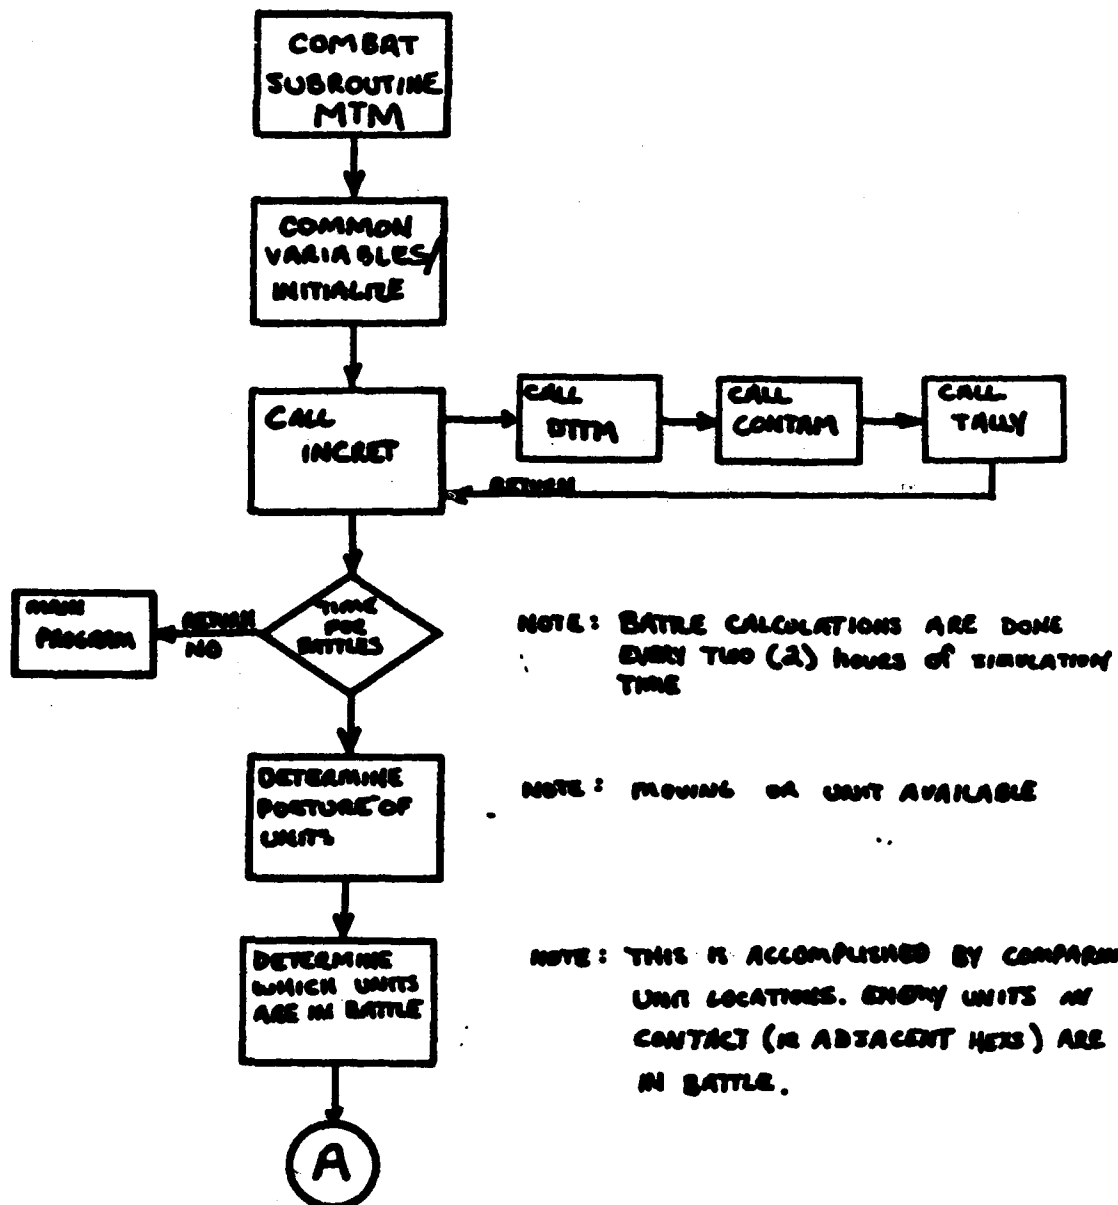 COMBAT
SUBROUTINE
MTM
COMMON
VARIABLES/
INITIALIZE
CALL
INCRET
CALL
DTTM
CALL
CONTAM
CALL
TALLY
RETURN
TIME
FOR
BATTLES
RETURN
NO
MAIN
PROGRAM
NOTE: BATTLE CALCULATIONS ARE DONE
EVERY TWO (2) HOURS OF SIMULATION
TIME
DETERMINE
POSTURE OF
UNITS
NOTE: MOVING OR UNIT AVAILABLE
DETERMINE
WHICH UNITS
ARE IN BATTLE
NOTE: THIS IS ACCOMPLISHED BY COMPARIN
UNIT LOCATIONS. ENEMY UNITS IN
CONTACT (IN ADJACENT HEXS) ARE
IN BATTLE.
A